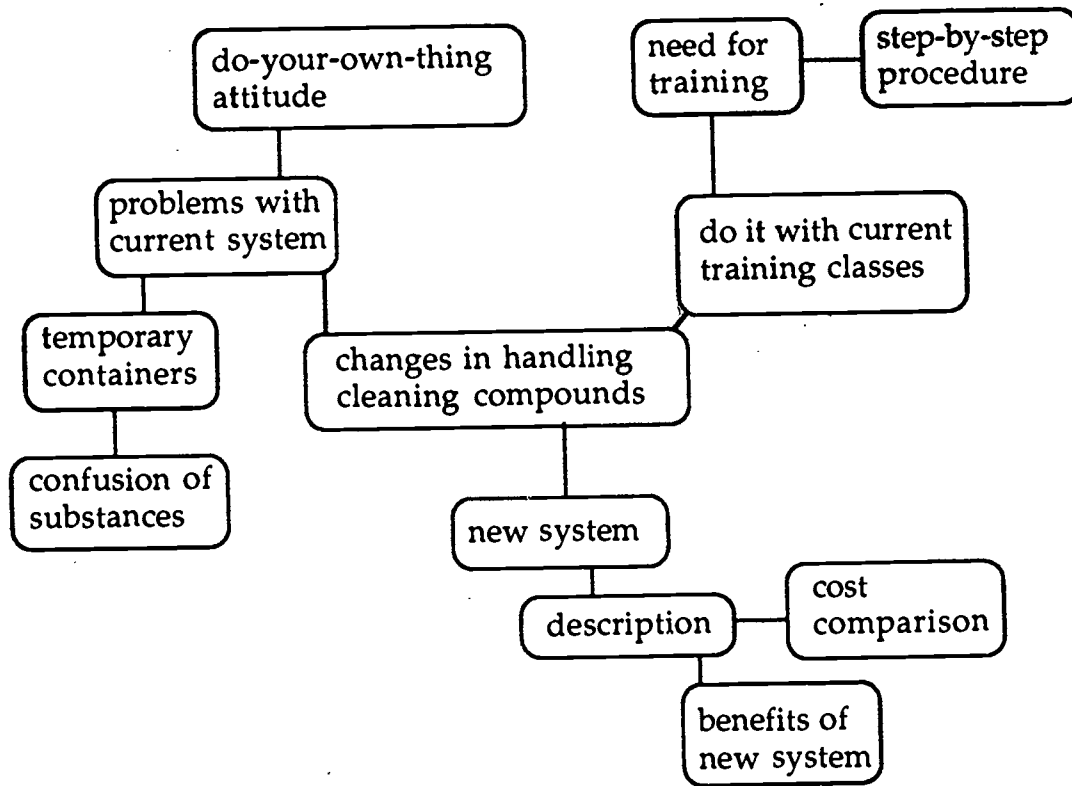 do-your-own-thing
attitude
need for
training
step-by-step
procedure
problems with
current system
do it with current
training classes
temporary
containers
changes in handling
cleaning compounds
confusion of
substances
new system
description
cost
comparison
benefits of
new system